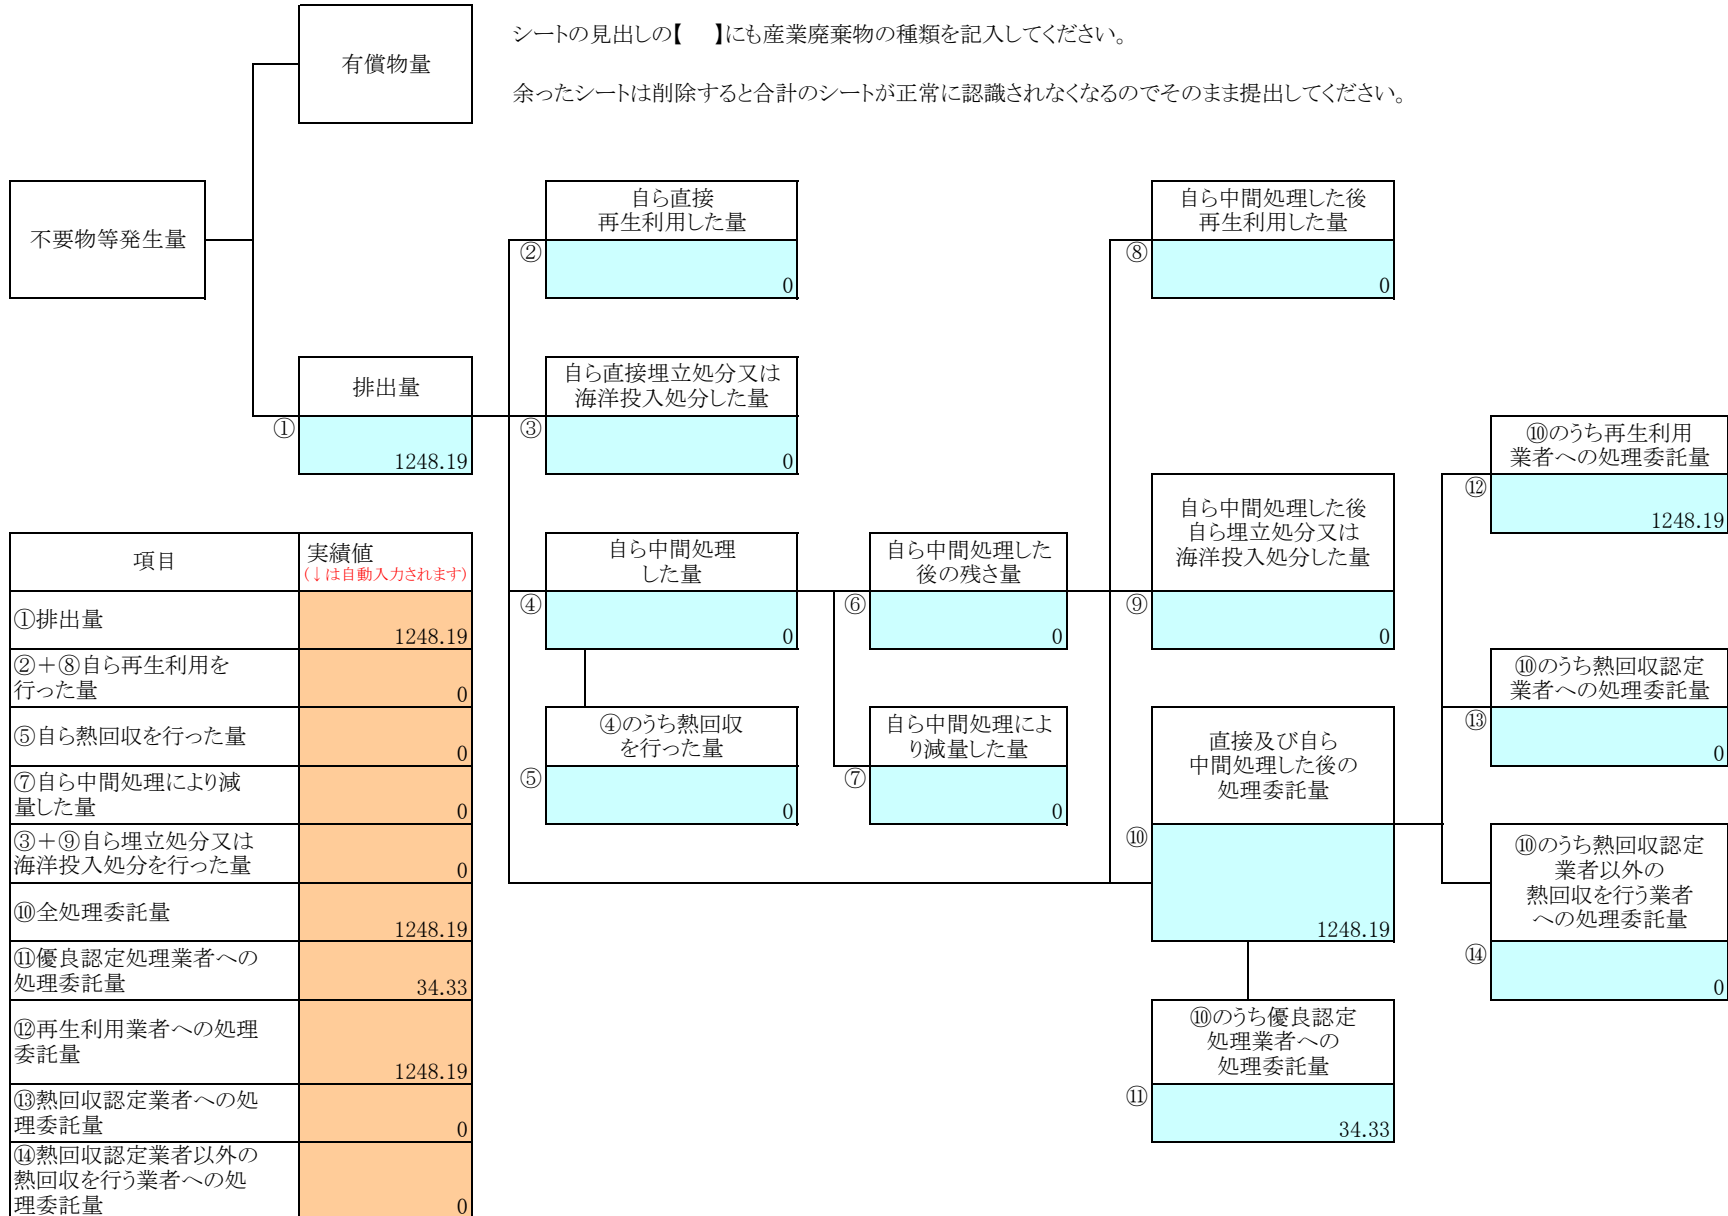 有償物量
シートの見出しの【　】にも産業廃棄物の種類を記入してください。
余ったシートは削除すると合計のシートが正常に認識されなくなるのでそのまま提出してください。
不要物等発生量
自ら直接
再生利用した量
②
0
自ら中間処理した後
再生利用した量
⑧
0
排出量
①
1248.19
自ら直接埋立処分又は
海洋投入処分した量
③
0
⑩のうち再生利用
業者への処理委託量
⑫
1248.19
自ら中間処理した後
自ら埋立処分又は
海洋投入処分した量
⑨
0
自ら中間処理
した量
④
0
自ら中間処理した
後の残さ量
⑥
0
④のうち熱回収
を行った量
⑤
0
自ら中間処理によ
り減量した量
⑦
0
直接及び自ら
中間処理した後の
処理委託量
⑩
1248.19
⑩のうち熱回収認定
業者への処理委託量
⑬
0
⑩のうち熱回収認定
業者以外の
熱回収を行う業者
への処理委託量
⑭
0
⑩のうち優良認定
処理業者への
処理委託量
⑪
34.33
項目
実績値
(↓は自動入力されます)
①排出量
1248.19
②＋⑧自ら再生利用を
行った量
0
⑤自ら熱回収を行った量
0
⑦自ら中間処理により減
量した量
0
③＋⑨自ら埋立処分又は
海洋投入処分を行った量
0
⑩全処理委託量
1248.19
⑪優良認定処理業者への
処理委託量
34.33
⑫再生利用業者への処理
委託量
1248.19
⑬熱回収認定業者への処
理委託量
0
⑭熱回収認定業者以外の
熱回収を行う業者への処
理委託量
0